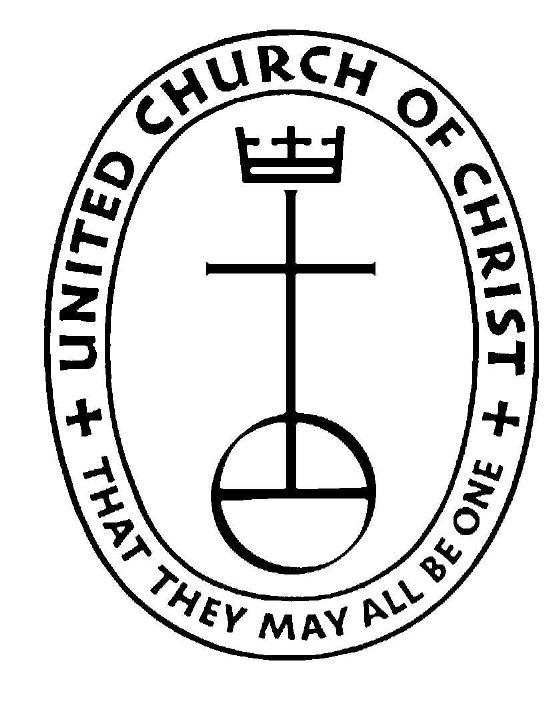 UNITED CHURCH OF CHRIST
THAT THEY MAY ALL BE ONE